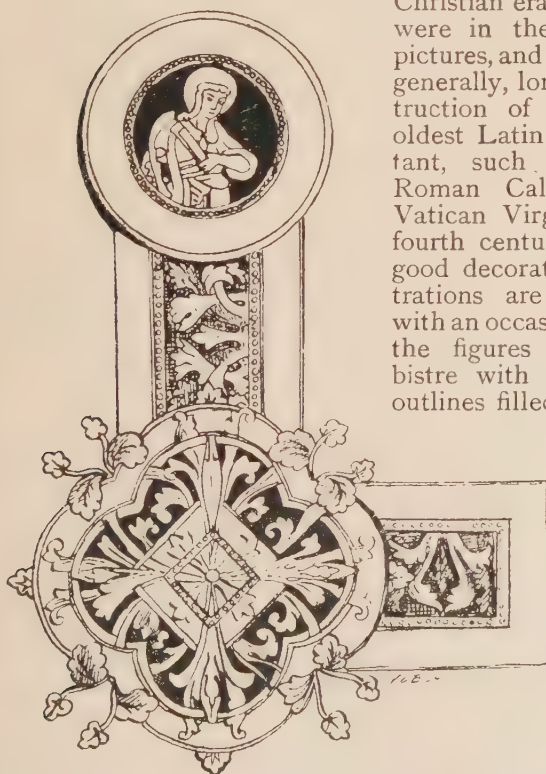 Christian era
were in the
pictures, and
generally, lon
truction of
oldest Latin
tant, such
Roman Cal
Vatican Virg
fourth centu
good decorat
trations are
with an occas
the figures
bistre with
outlines filled